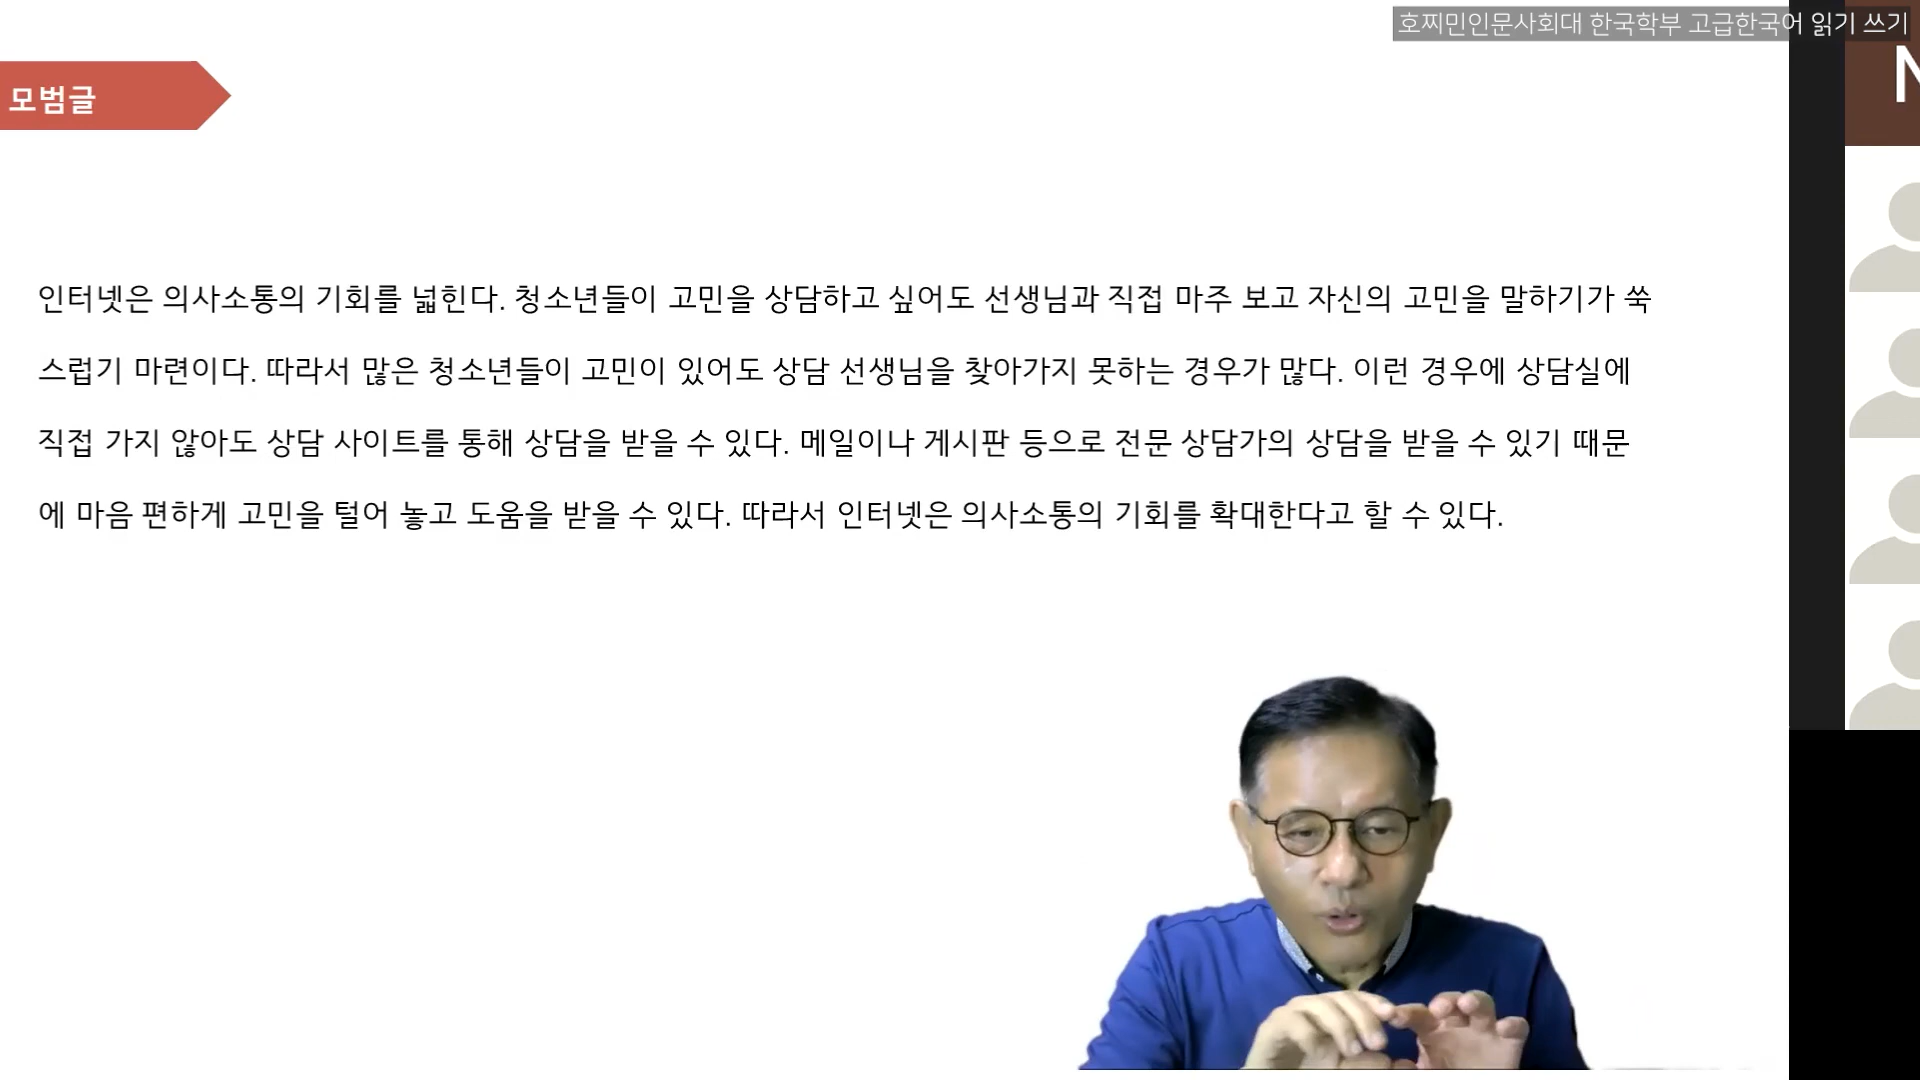 호찌민인문사회대 한국학부 고급한국어 읽기 쓰기
모범글
인터넷은 의사소통의 기회를 넓힌다. 청소년들이 고민을 상담하고 싶어도 선생님과 직접 마주 보고 자신의 고민을 말하기가 쑥
스럽기 마련이다. 따라서 많은 청소년들이 고민이 있어도 상담 선생님을 찾아가지 못하는 경우가 많다. 이런 경우에 상담실에
직접 가지 않아도 상담 사이트를 통해 상담을 받을 수 있다. 메일이나 게시판 등으로 전문 상담가의 상담을 받을 수 있기 때문
에 마음 편하게 고민을 털어 놓고 도움을 받을 수 있다. 따라서 인터넷은 의사소통의 기회를 확대한다고 할 수 있다.